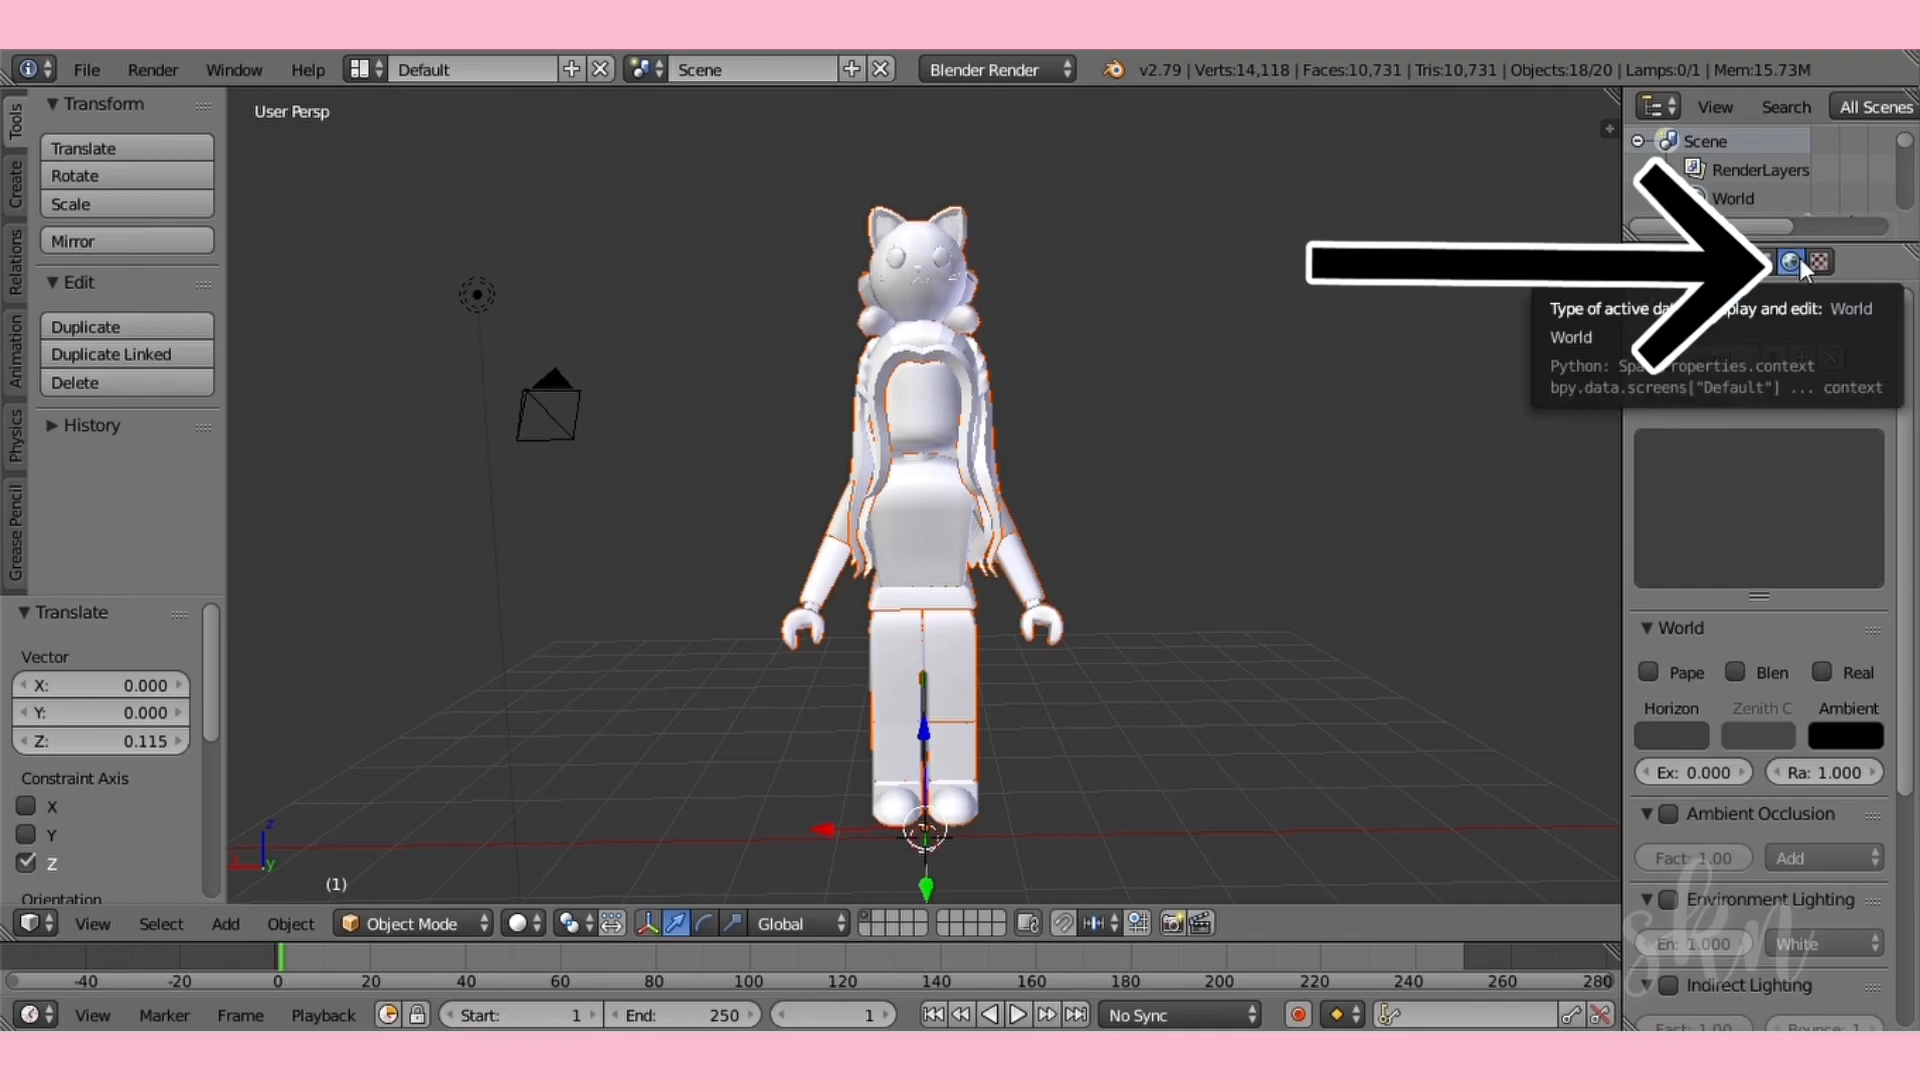 File Render Window Help Default Scene Blender Render v2.79 | Verts:14,118 | Faces:10,731 | Tris:10,731 | Objects:18/20 | Lamps:0/1 | Mem:15.73M
Tools
Create
Relations
Animation
Physics
Grease Pencil
Transform
Translate
Rotate
Scale
Mirror
Edit
Duplicate
Duplicate Linked
Delete
History
Translate
Vector
X: 0.000
Y: 0.000
Z: 0.115
Constraint Axis
X
Y
Z
Orientation
User Persp
(1)
z
x
y
View Search All Scenes
Scene
RenderLayers
World
Type of active play and edit: World
World
Python: Properties.context
bpy.data.screens["Default"] ... context
World
Pape Blen Real
Horizon Zenith C Ambient
Ex: 0.000 Ra: 1.000
Ambient Occlusion
Fact: 1.00 Add
Environment Lighting
En: 1.000 White
skn
Indirect Lighting
Fact: 1.00 Bounce: 1
View Select Add Object Object Mode Global
-40 -20 0 20 40 60 80 100 120 140 160 180 200 220 240 260 280
View Marker Frame Playback Start: 1 End: 250 1 No Sync